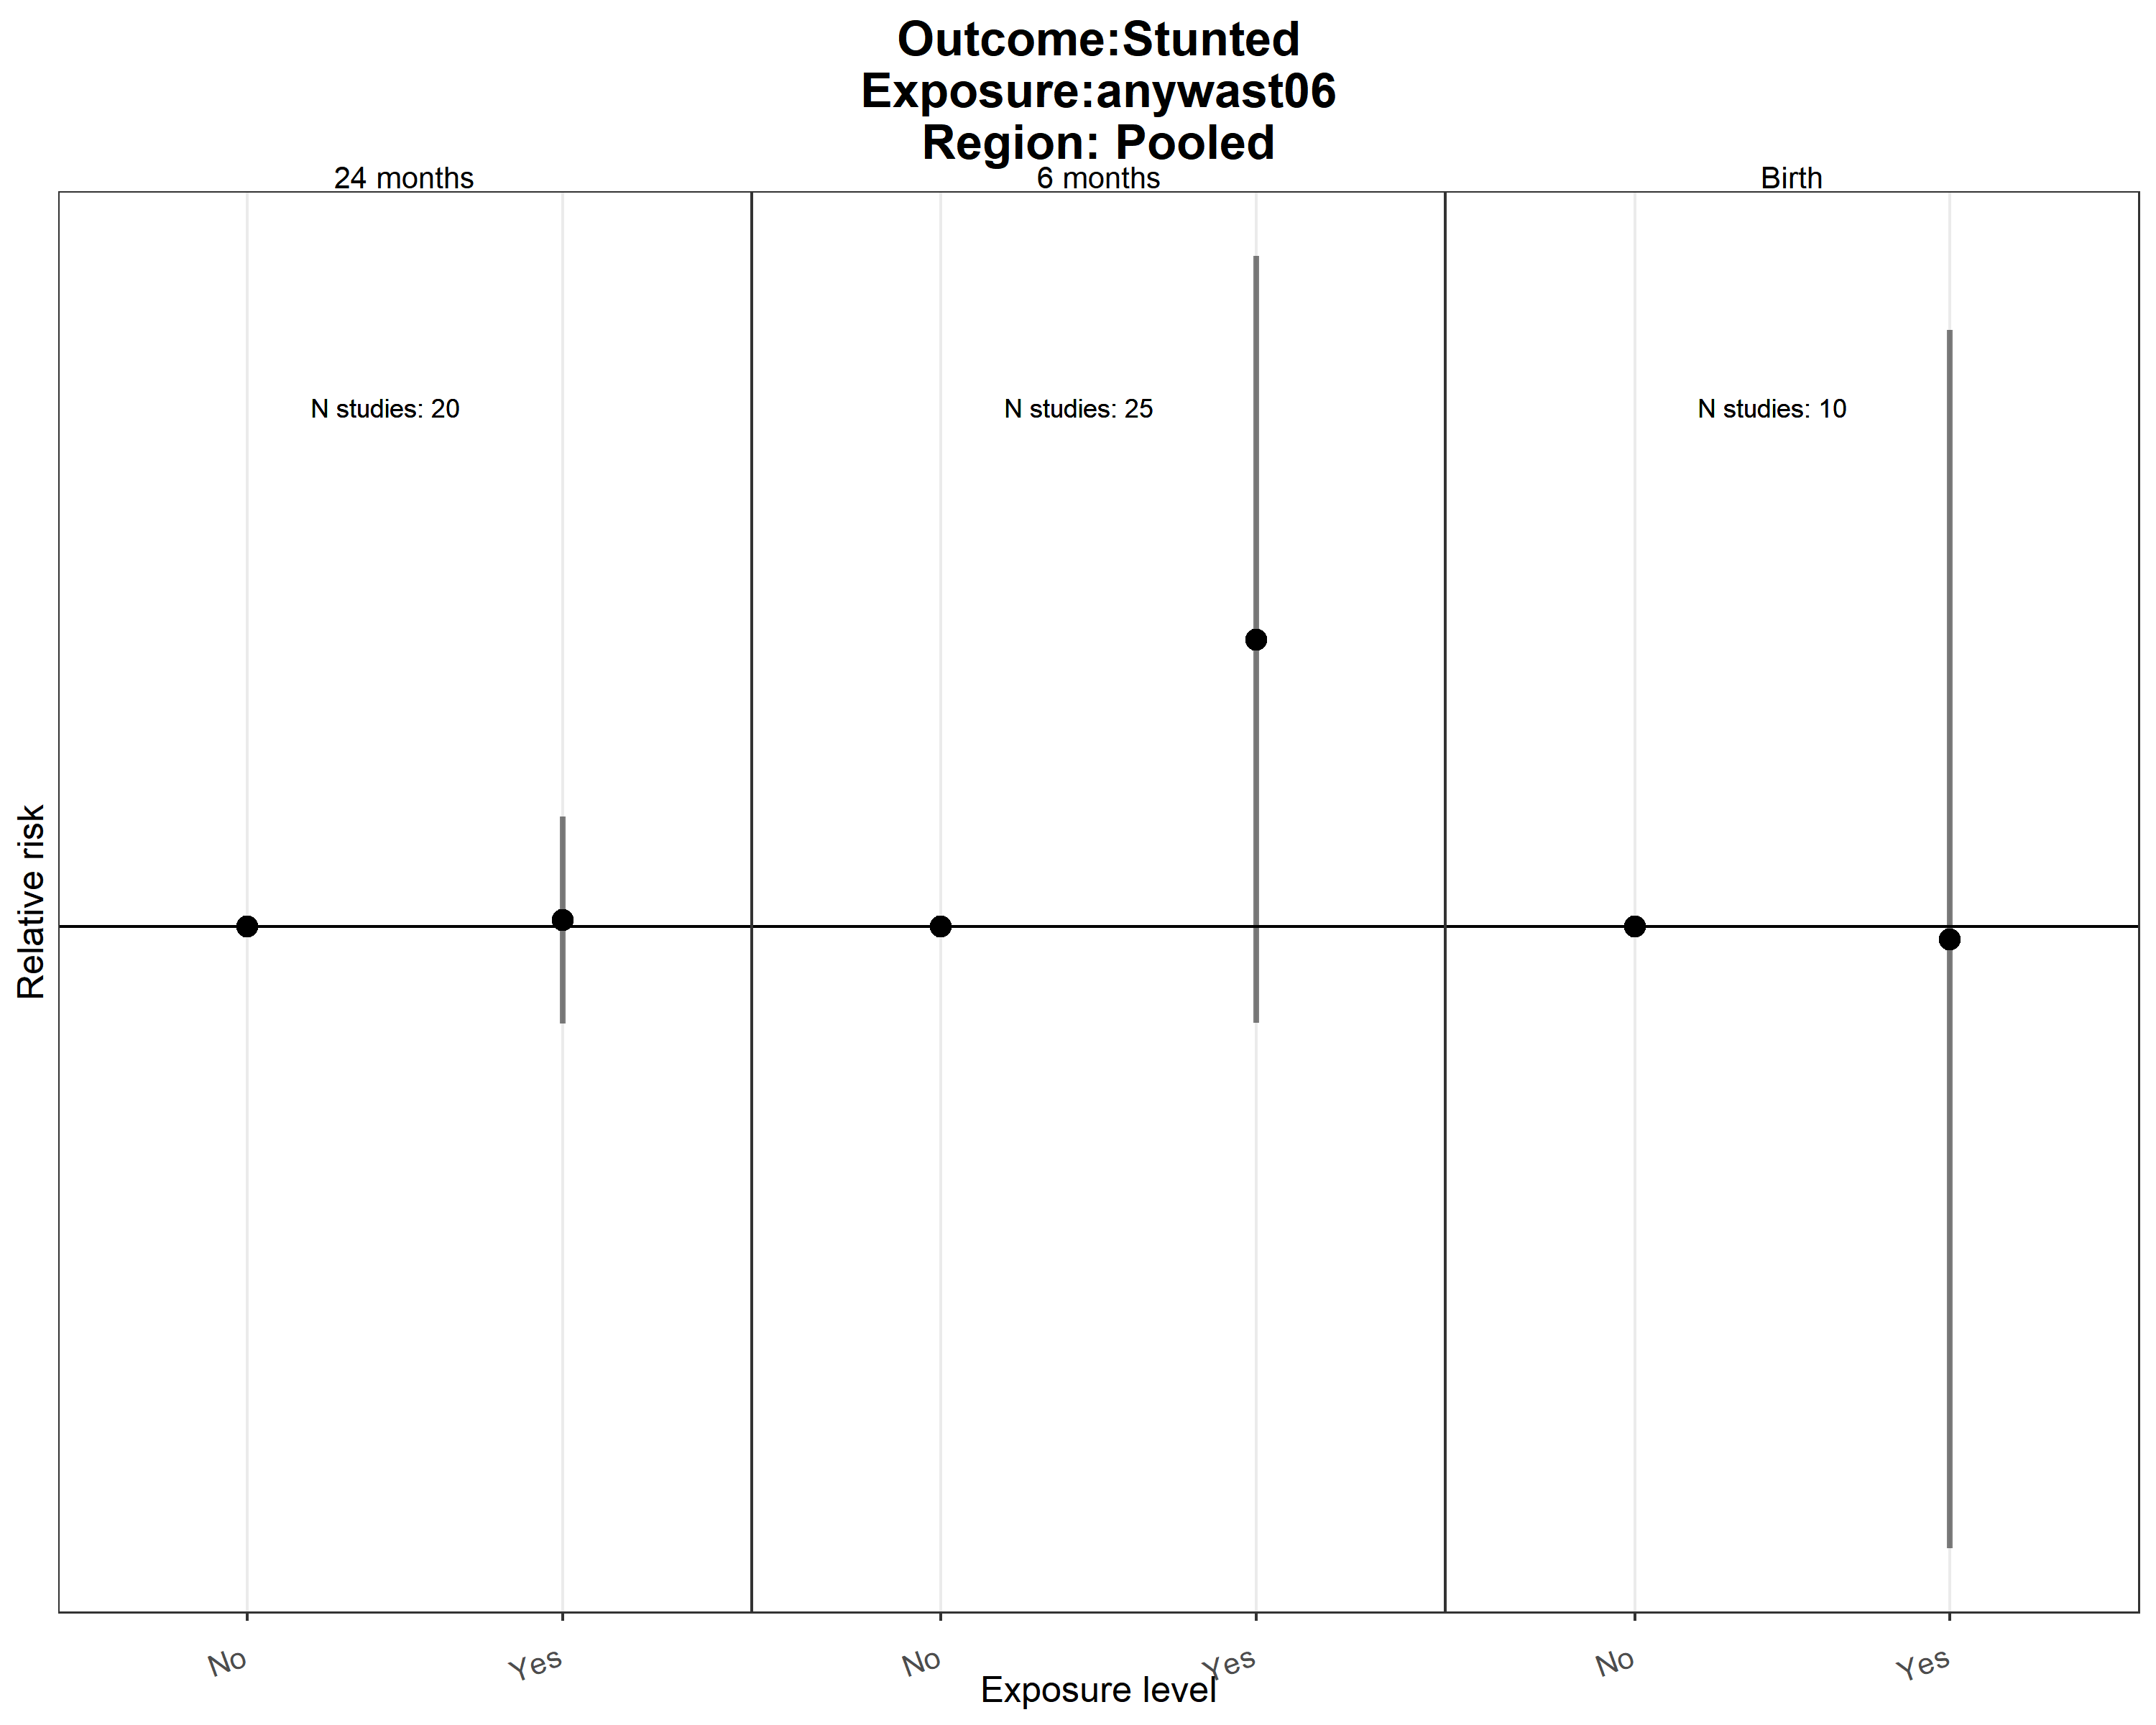 Outcome:Stunted
Exposure:anywast06
Region: Pooled
24 months
6 months
Birth
N studies: 20
N studies: 25
N studies: 10
Relative risk
No
Yes
No
Yes
No
Yes
Exposure level